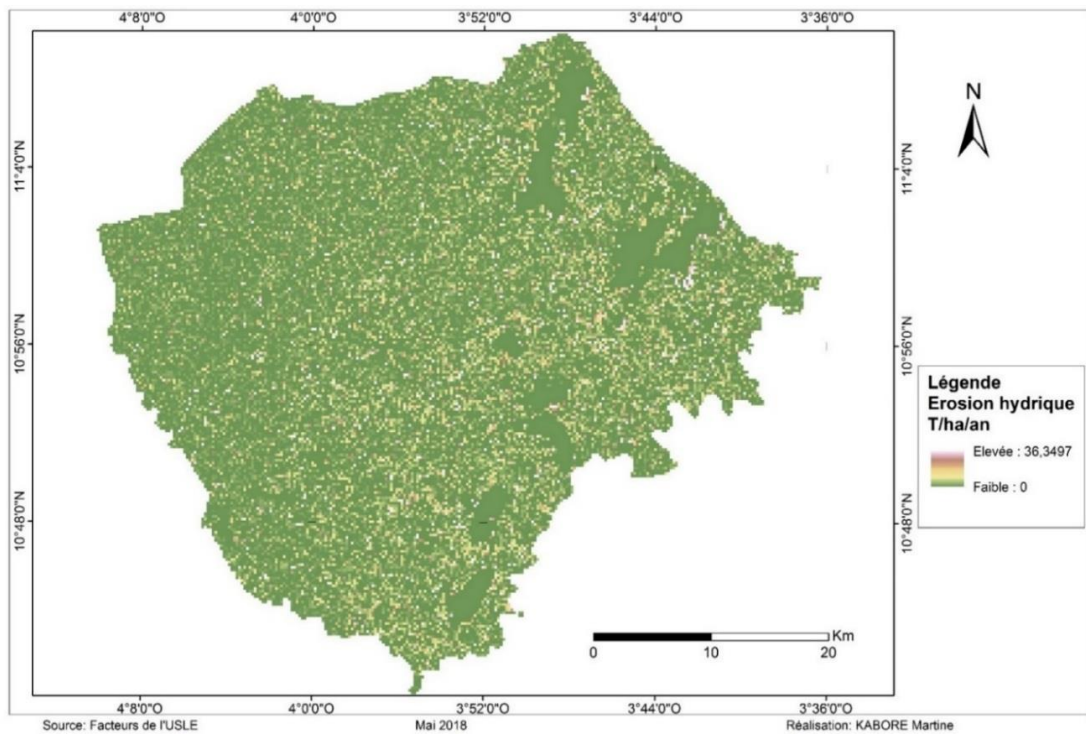 4°8'0"O 4°0'0"O 3°52'0"O 3°44'0"O 3°36'0"O
N
11°4'0"N 11°4'0"N
10°56'0"N 10°56'0"N
Légende
Erosion hydrique
T/ha/an
Elevée : 36,3497
Faible : 0
10°48'0"N 10°48'0"N
Km
0 10 20
4°8'0"O 4°0'0"O 3°52'0"O 3°44'0"O 3°36'0"O
Source: Facteurs de l'USLE Mai 2018 Réalisation: KABORE Martine